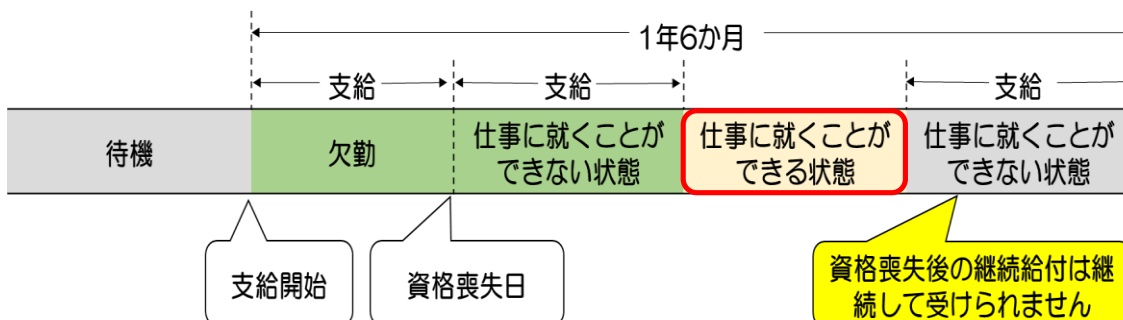 1年6か月
支給
支給
支給
待機
欠勤
仕事に就くことが
できない状態
仕事に就くことが
できる状態
仕事に就くことが
できない状態
支給開始
資格喪失日
資格喪失後の継続給付は継
続して受けられません